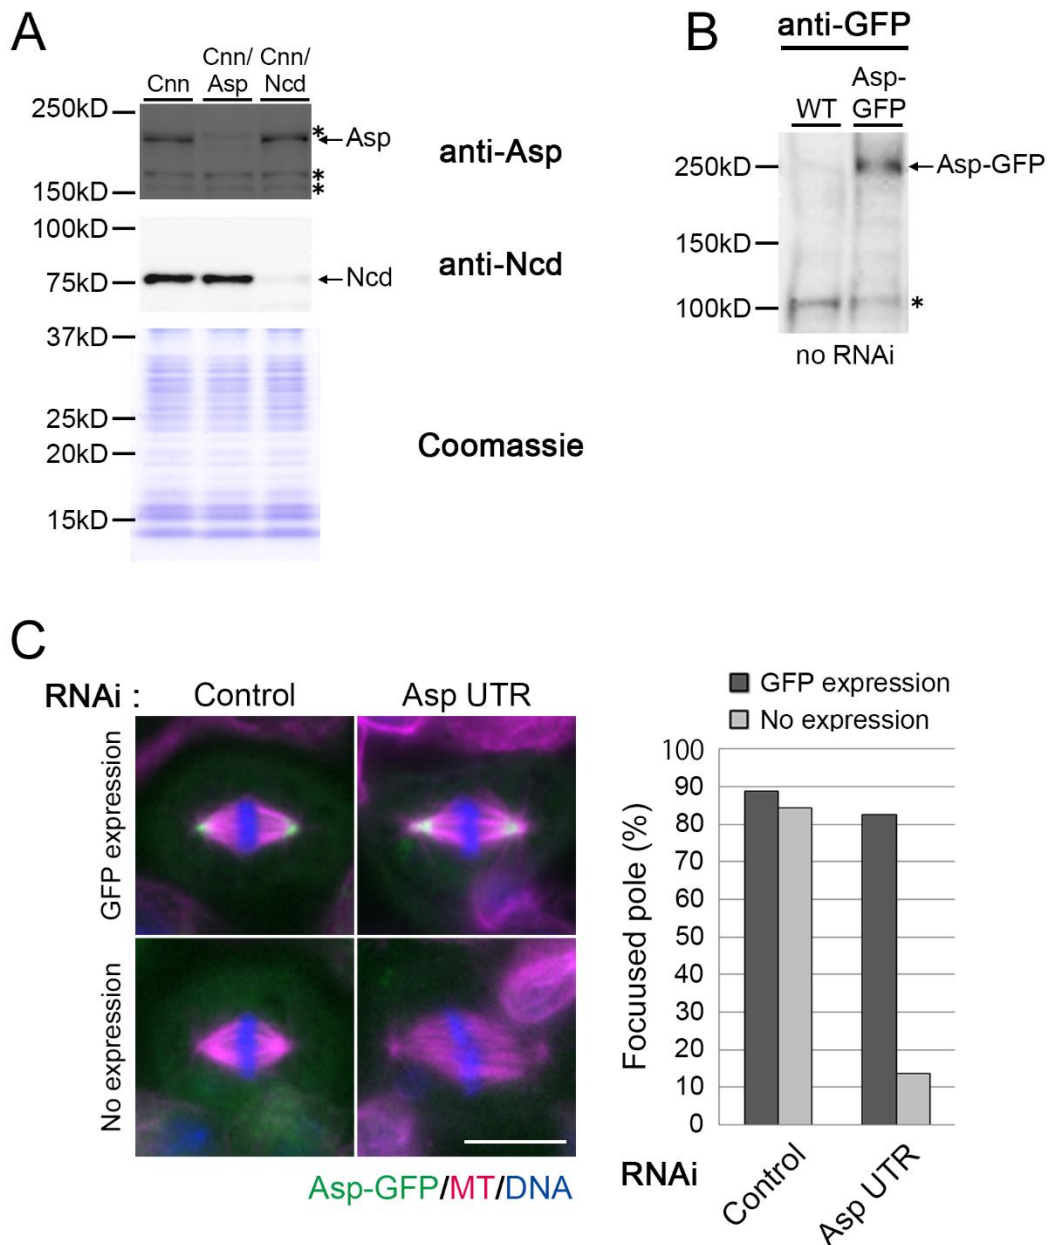 A
Cnn
Cnn/
Asp
Cnn/
Ncd
250kD
*
Asp
*
150kD
*
anti-Asp
100kD
75kD
Ncd
anti-Ncd
37kD
25kD
20kD
15kD
Coomassie
B
anti-GFP
WT
Asp-
GFP
250kD
Asp-GFP
150kD
100kD
*
no RNAi
C
RNAi :
Control
Asp UTR
GFP expression
No expression
Asp-GFP/MT/DNA
GFP expression
No expression
Focuused pole (%)
100
90
80
70
60
50
40
30
20
10
0
RNAi
Control
Asp UTR